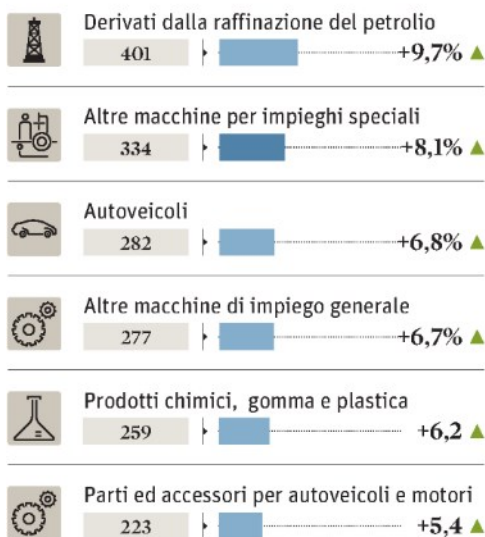 Derivati dalla raffinazione del petrolio
401 +9,7%
Altre macchine per impieghi speciali
334 +8,1%
Autoveicoli
282 +6,8%
Altre macchine di impiego generale
277 +6,7%
Prodotti chimici, gomma e plastica
259 +6,2
Parti ed accessori per autoveicoli e motori
223 +5,4